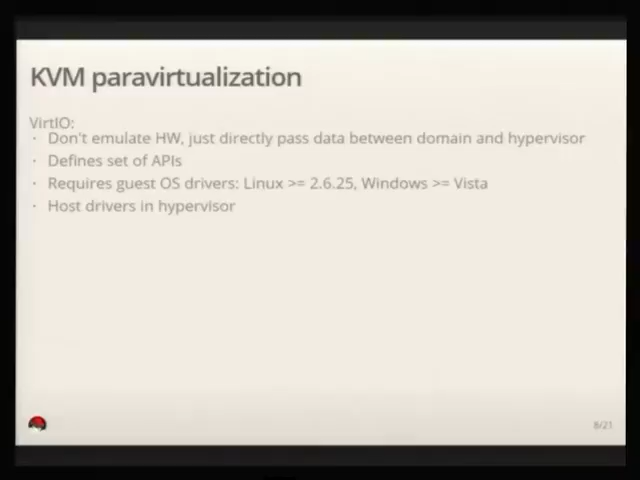 KVM paravirtualization
VirtIO:
· Don't emulate HW, just directly pass data between domain and hypervisor
· Defines set of APIs
· Requires guest OS drivers: Linux >= 2.6.25, Windows >= Vista
· Host drivers in hypervisor
8/21